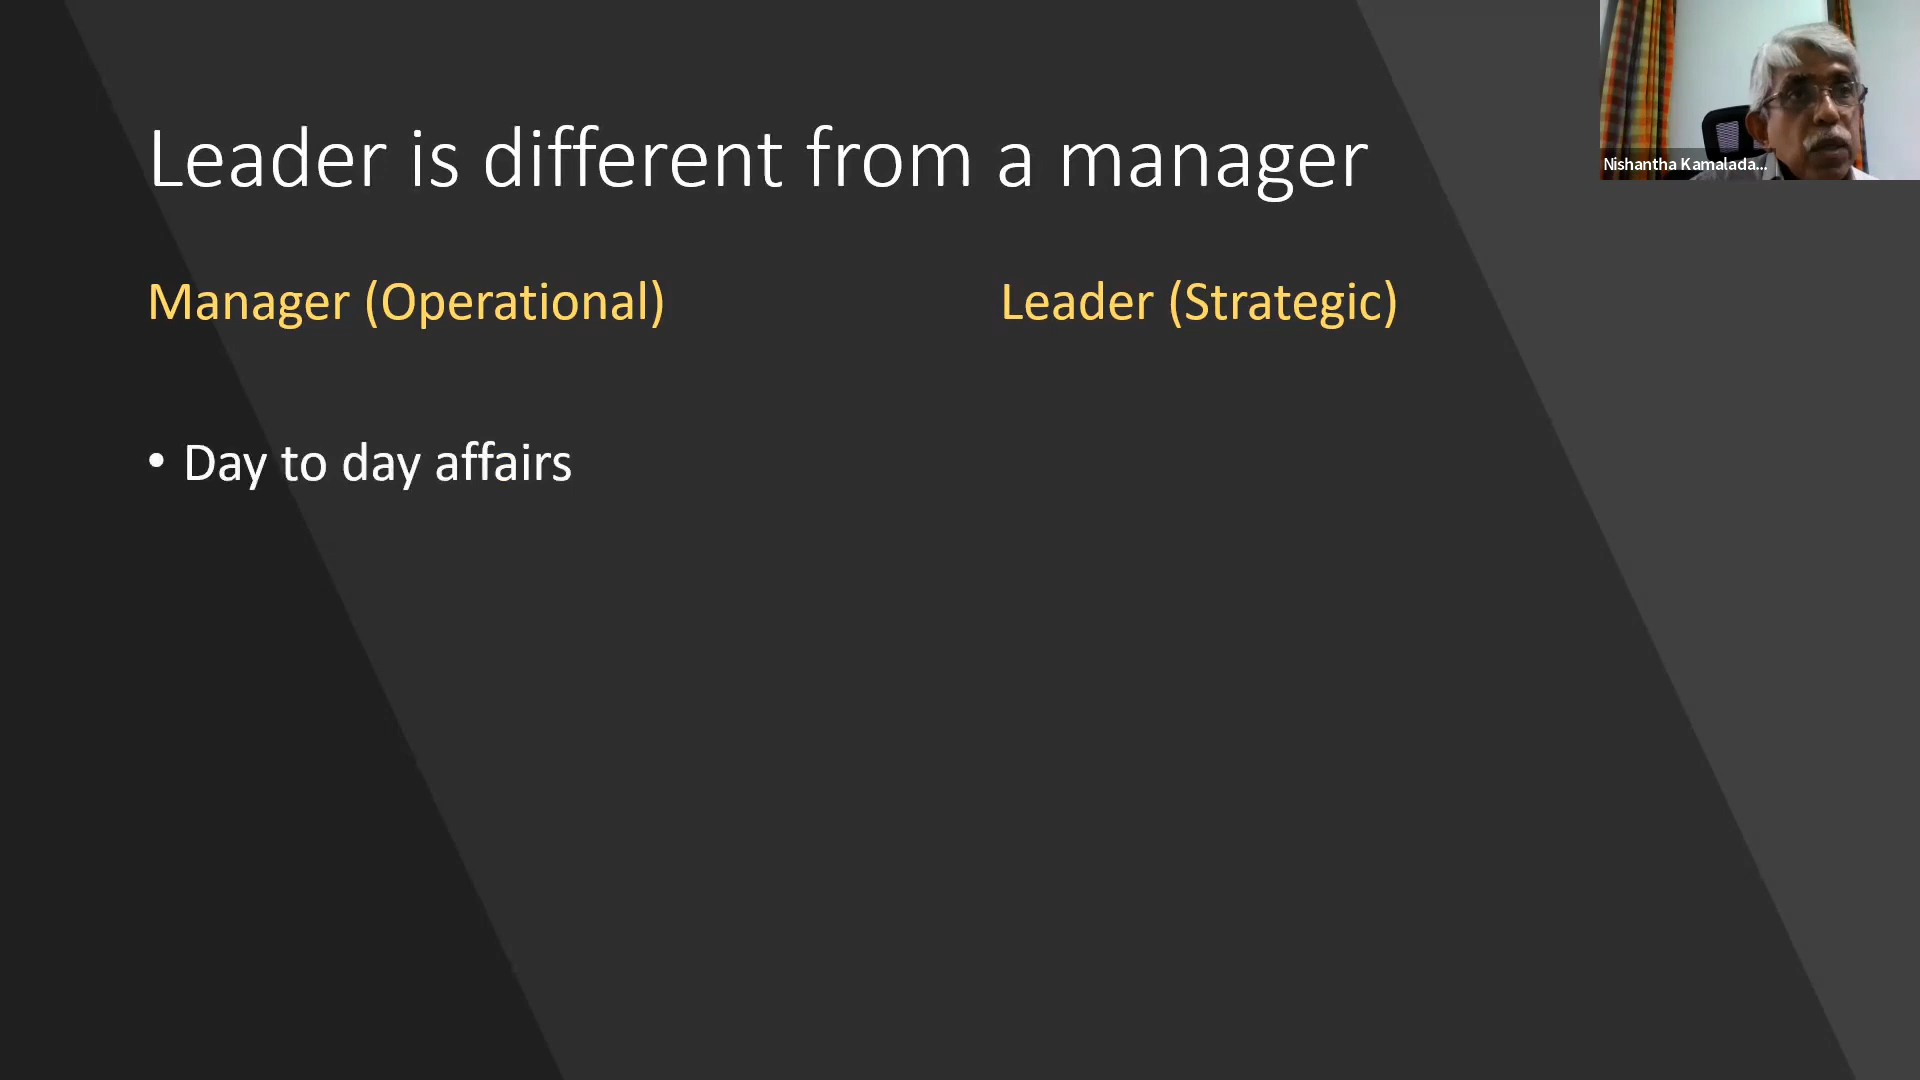 Leader is different from a manager
Nishantha Kamalada...
Manager (Operational)
Leader (Strategic)
• Day to day affairs